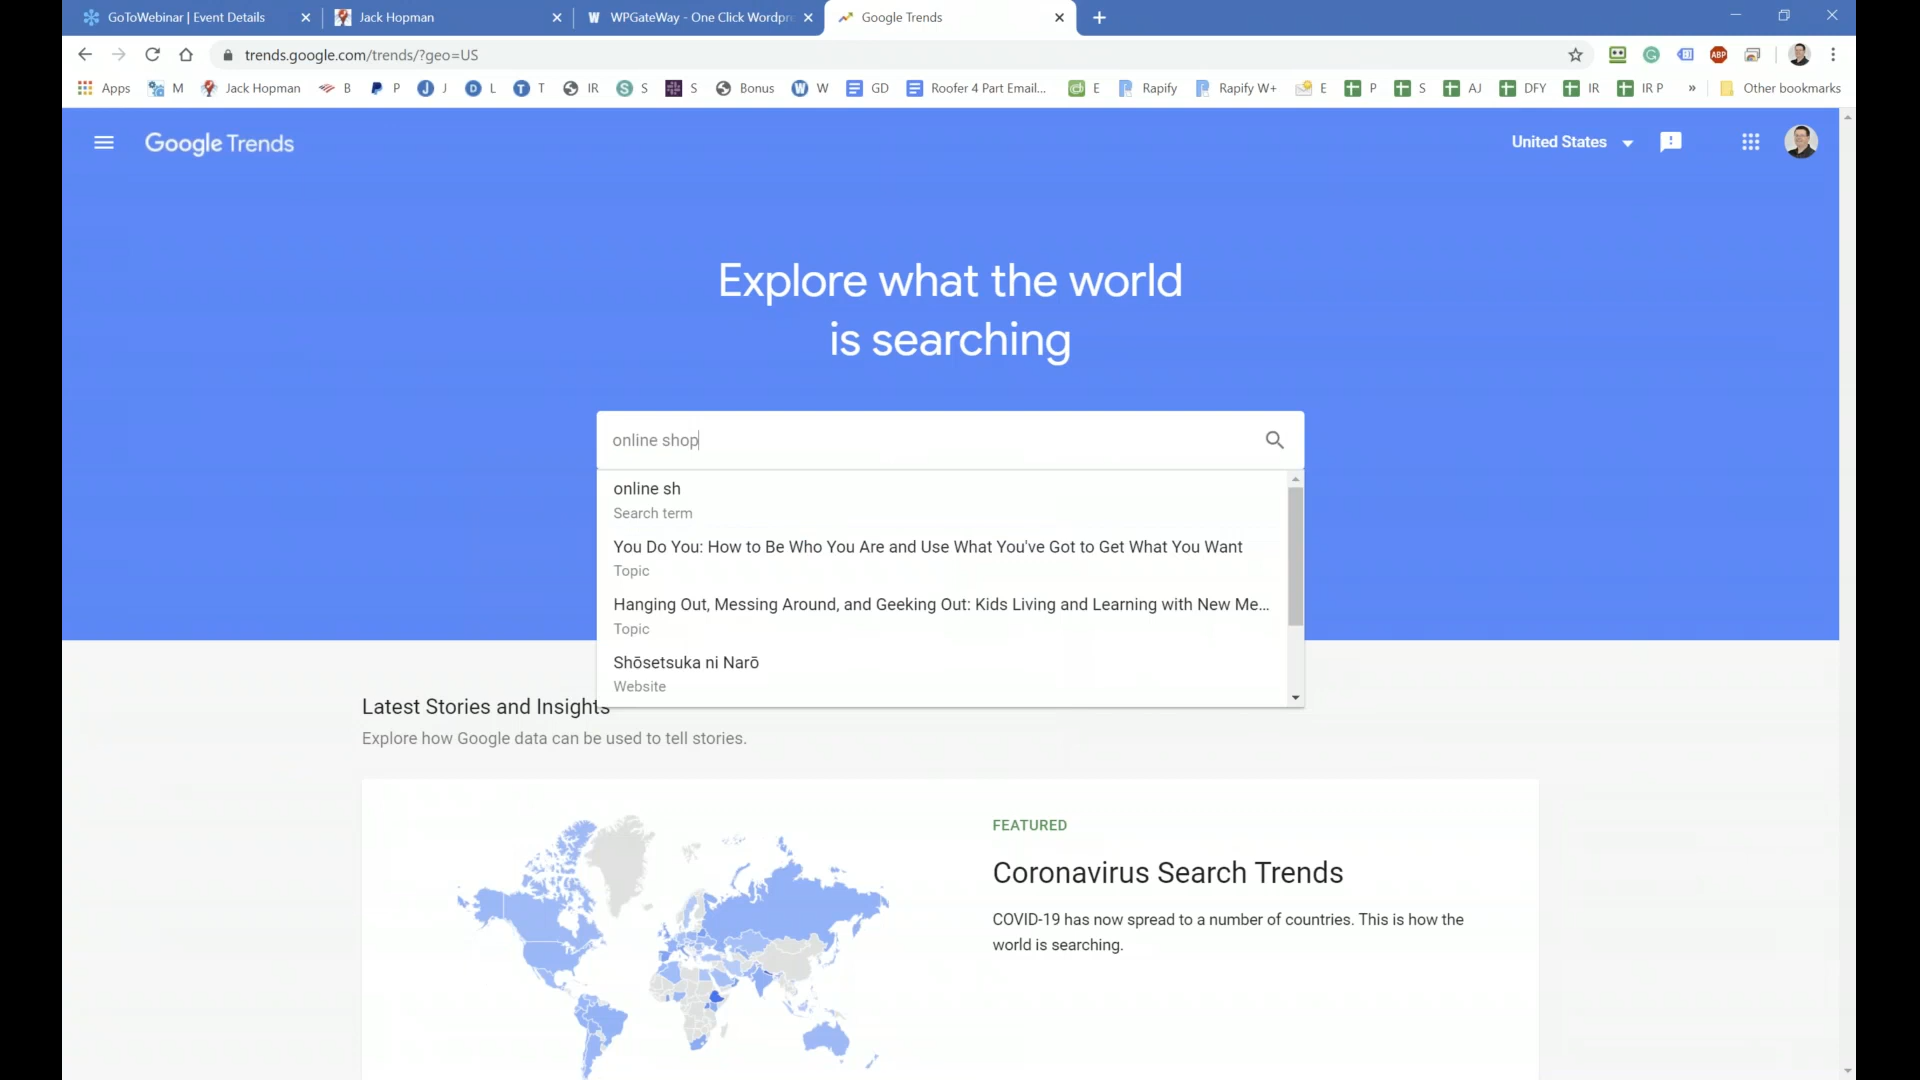 GoToWebinar | Event Details
Jack Hopman
WPGateWay - One Click Wordpr
Google Trends
trends.google.com/trends/?geo=US
ABP
Apps M Jack Hopman B P J L T IR S S Bonus W GD Roofer 4 Part Email... E Rapify Rapify W+ E P S AJ DFY IR IR P » Other bookmarks
Google Trends
United States
Explore what the world
is searching
online shop
online sh
Search term
You Do You: How to Be Who You Are and Use What You've Got to Get What You Want
Topic
Hanging Out, Messing Around, and Geeking Out: Kids Living and Learning with New Me...
Topic
Shōsetsuka ni Narō
Website
Latest Stories and Insights
Explore how Google data can be used to tell stories.
FEATURED
Coronavirus Search Trends
COVID-19 has now spread to a number of countries. This is how the
world is searching.